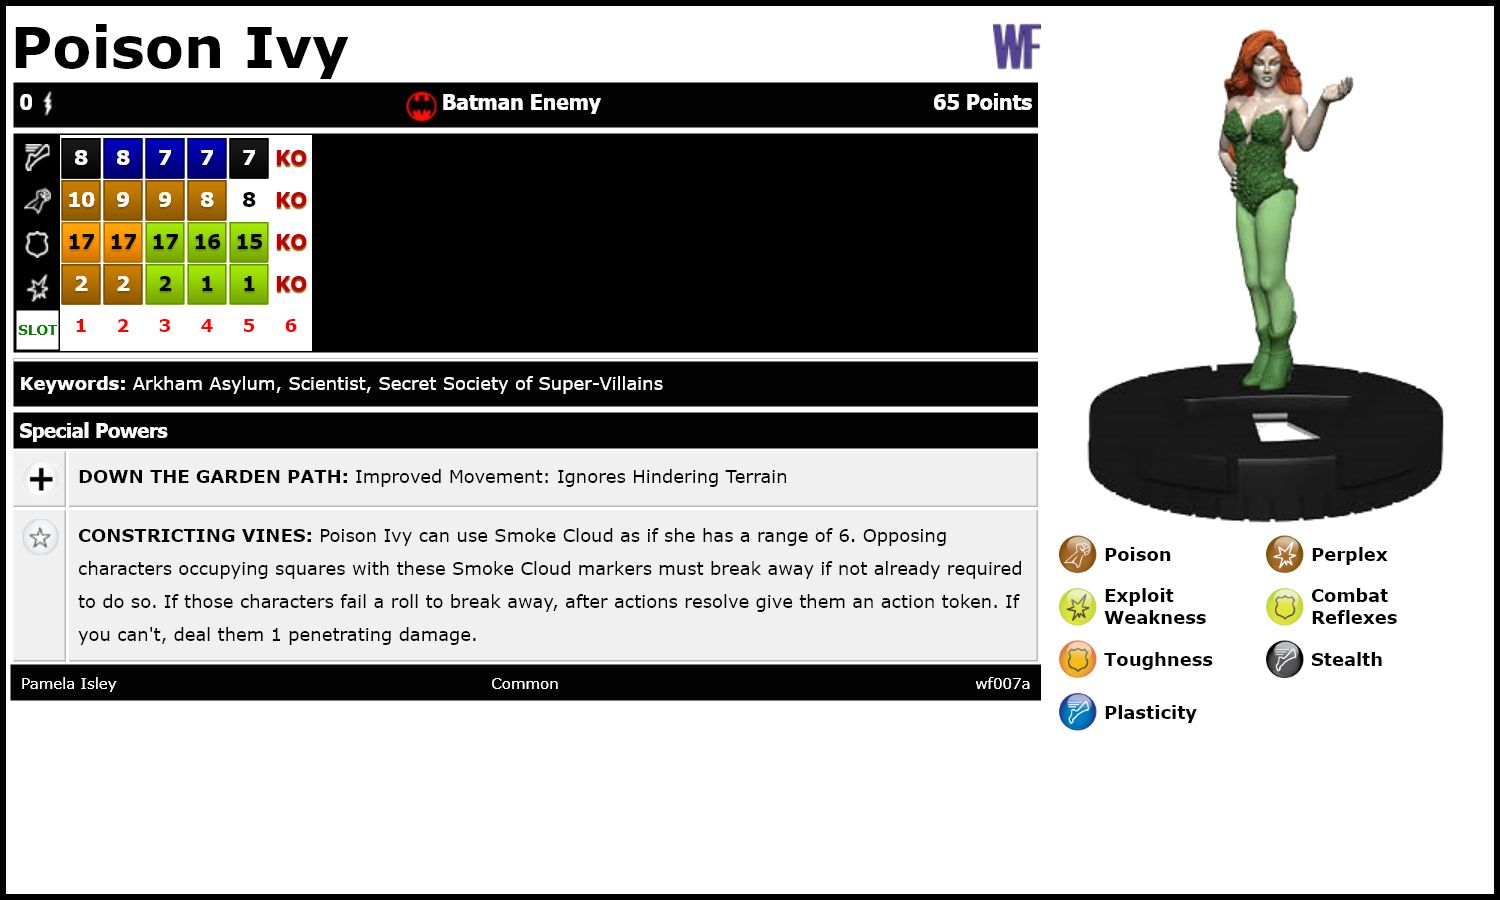 Poison Ivy
WF
0 Batman Enemy 65 Points
8 8 7 7 7 KO
10 9 9 8 8 KO
17 17 17 16 15 KO
2 2 2 1 1 KO
SLOT 1 2 3 4 5 6
Keywords: Arkham Asylum, Scientist, Secret Society of Super-Villains
Special Powers
DOWN THE GARDEN PATH: Improved Movement: Ignores Hindering Terrain
CONSTRICTING VINES: Poison Ivy can use Smoke Cloud as if she has a range of 6. Opposing
characters occupying squares with these Smoke Cloud markers must break away if not already required
to do so. If those characters fail a roll to break away, after actions resolve give them an action token. If
you can't, deal them 1 penetrating damage.
Pamela Isley Common wf007a
Poison Perplex
Exploit
Weakness
Combat
Reflexes
Toughness Stealth
Plasticity